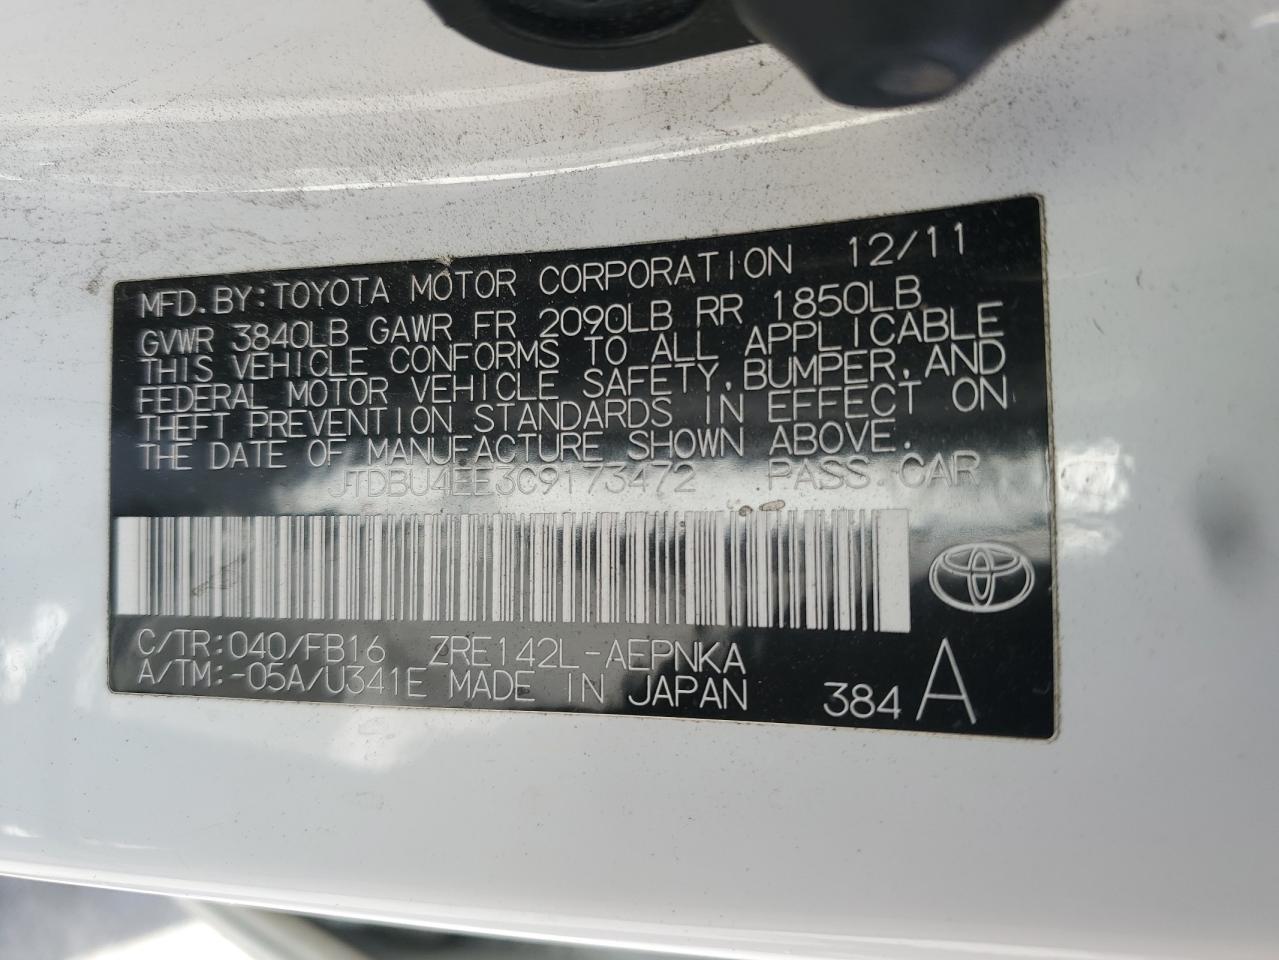 MFD. BY: TOYOTA MOTOR CORPORATION 12/11
GVWR 3840LB GAWR FR 2090LB RR 1850LB
THIS VEHICLE CONFORMS TO ALL APPLICABLE
FEDERAL MOTOR VEHICLE SAFETY, BUMPER, AND
THEFT PREVENTION STANDARDS IN EFFECT ON
THE DATE OF MANUFACTURE SHOWN ABOVE.
JTDBU4EE3C9173472 PASS. CAR
C/TR: 040/FB16 ZRE142L-AEPNKA
A/TM: -05A/U341E MADE IN JAPAN 384 A